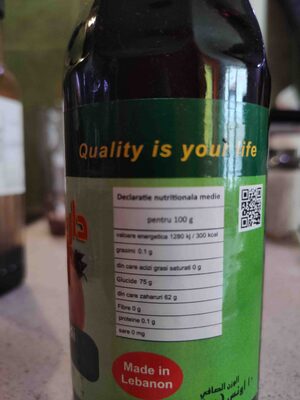 Quality is your life
Declaratie nutritionala medie
pentru 100 g
valoare energetica 1280 kj / 300 kcal
grasimi 0.1 g
din care acizi grasi saturati 0 g
Glucide 75 g
din care zaharuri 62 g
Fibre 0 g
proteine 0.1 g
sare 0 mg
Made in
Lebanon
الوزن الصافي